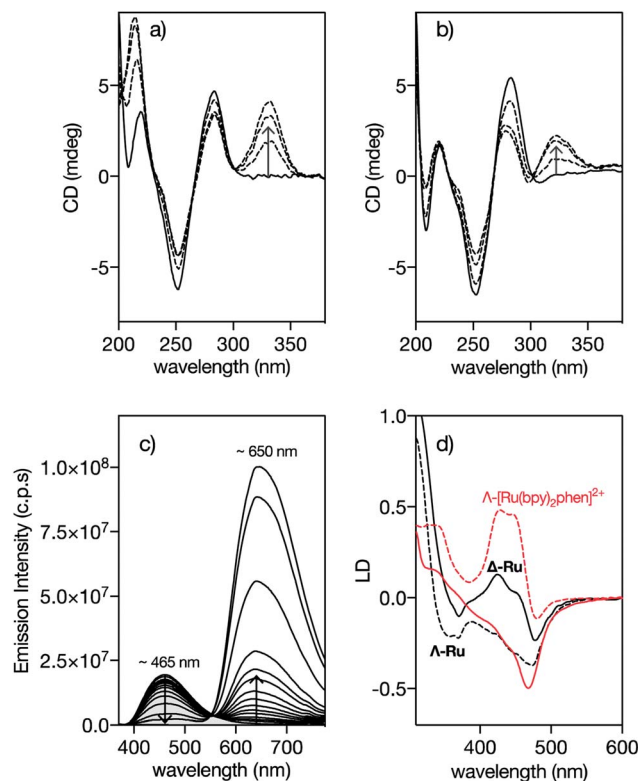 a)
b)
5
5
CD (mdeg)
0
CD (mdeg)
0
-5
-5
200 250 300 350
200 250 300 350
wavelength (nm)
wavelength (nm)
c)
~ 650 nm
d)
1.0
1.0×10⁸
Λ-[Ru(bpy)₂phen]²⁺
Emission Intensity (c.p.s)
7.5×10⁷
0.5
Δ-Ru
5.0×10⁷
LD
0.0
~ 465 nm
2.5×10⁷
Λ-Ru
-0.5
0.0
400 500 600 700
400 500 600
wavelength (nm)
wavelength (nm)